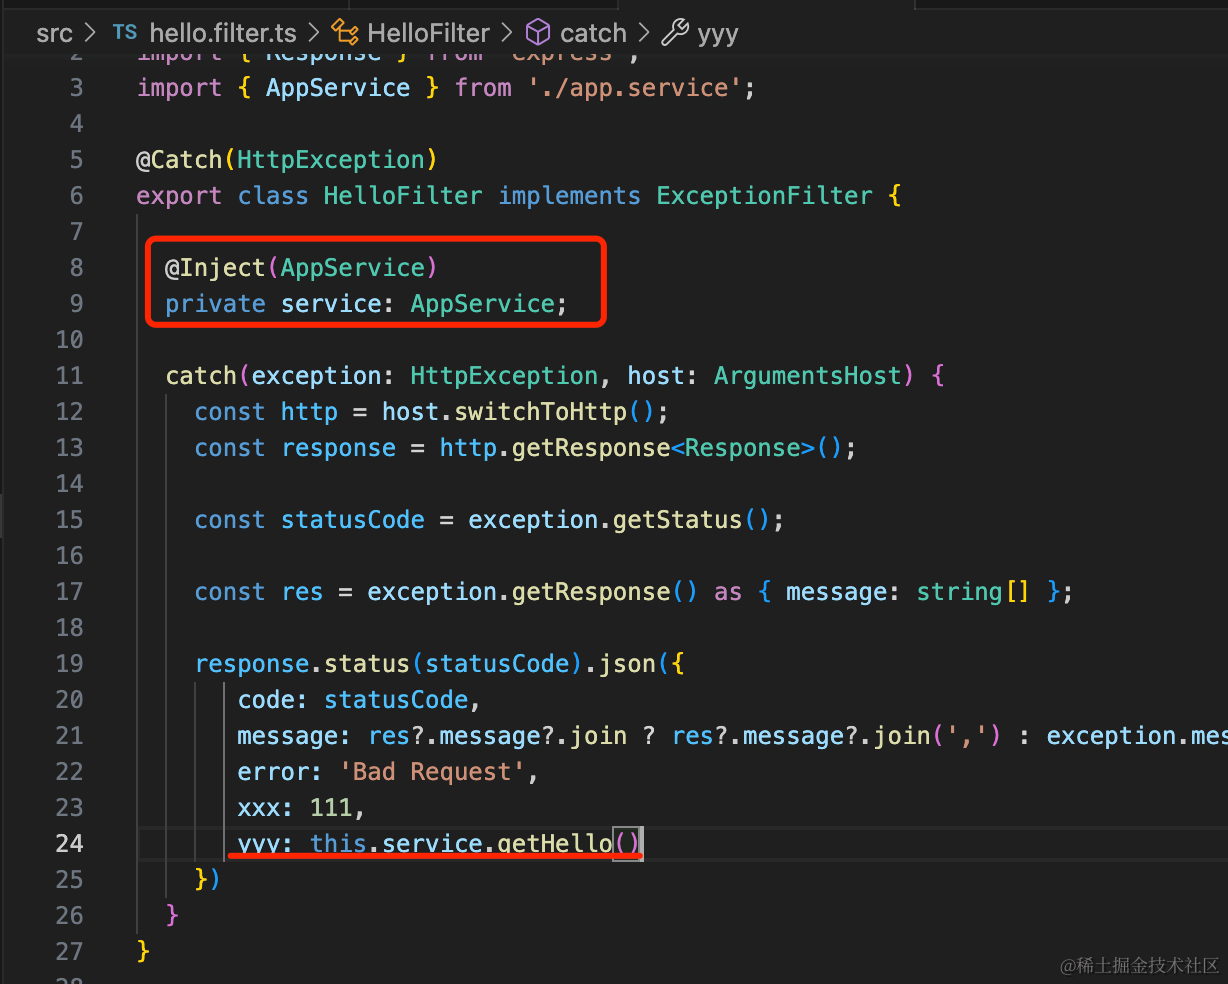 src > TS hello.filter.ts > HelloFilter > catch > yyy
2 import { Response } from 'express';
3 import { AppService } from './app.service';
4
5 @Catch(HttpException)
6 export class HelloFilter implements ExceptionFilter {
7
8 @Inject(AppService)
9 private service: AppService;
10
11 catch(exception: HttpException, host: ArgumentsHost) {
12 const http = host.switchToHttp();
13 const response = http.getResponse<Response>();
14
15 const statusCode = exception.getStatus();
16
17 const res = exception.getResponse() as { message: string[] };
18
19 response.status(statusCode).json({
20 code: statusCode,
21 message: res?.message?.join ? res?.message?.join(',') : exception.mes
22 error: 'Bad Request',
23 xxx: 111,
24 yyy: this.service.getHello()
25 })
26 }
27 }
28
@稀土掘金技术社区